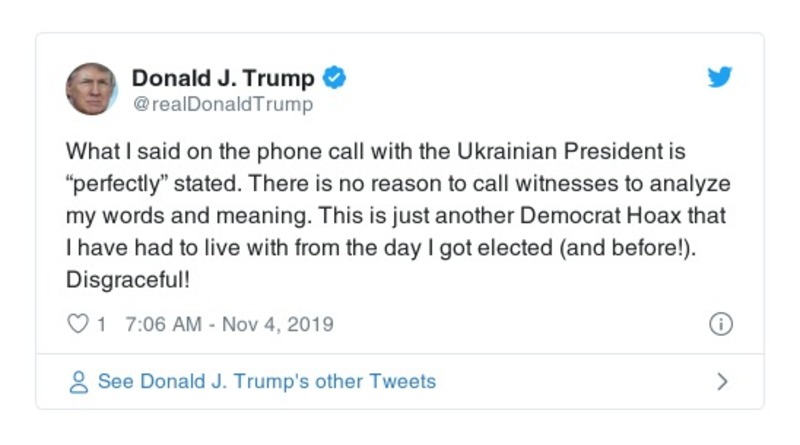 Donald J. Trump
@realDonaldTrump
What I said on the phone call with the Ukrainian President is
“perfectly” stated. There is no reason to call witnesses to analyze
my words and meaning. This is just another Democrat Hoax that
I have had to live with from the day I got elected (and before!).
Disgraceful!
1 7:06 AM - Nov 4, 2019
See Donald J. Trump's other Tweets